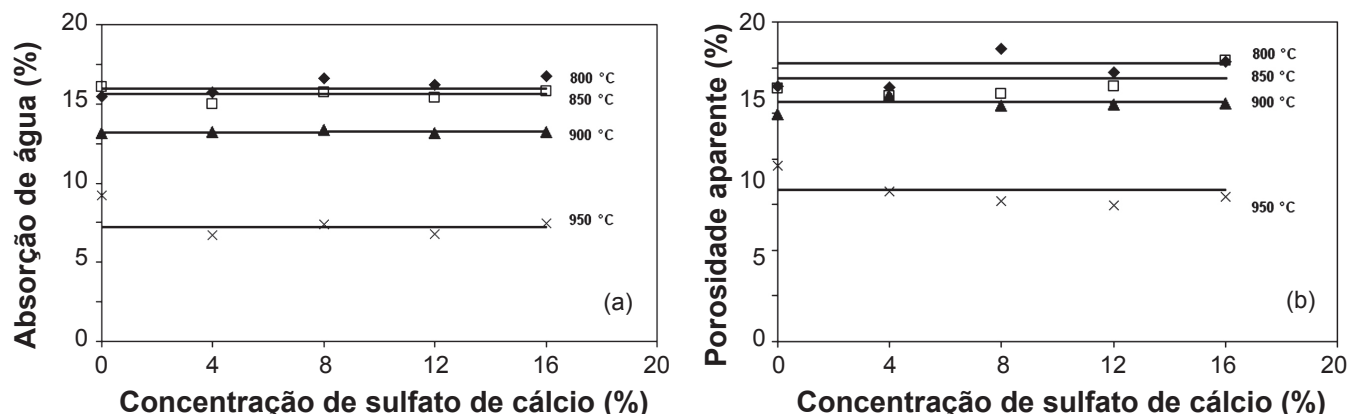 Absorção de água (%)
20
15
10
5
0
800 °C
850 °C
900 °C
950 °C
(a)
0 4 8 12 16 20
Concentração de sulfato de cálcio (%)
Porosidade aparente (%)
20
15
10
5
0
800 °C
850 °C
900 °C
950 °C
(b)
0 4 8 12 16 20
Concentração de sulfato de cálcio (%)